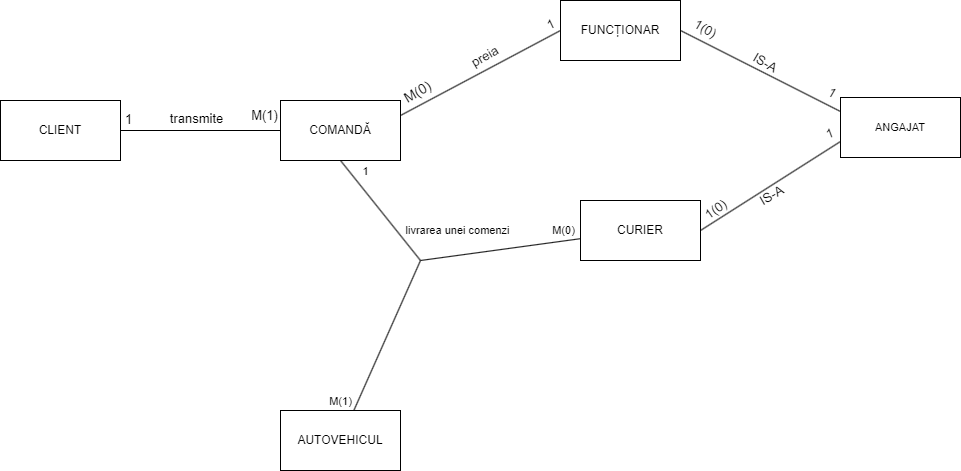 FUNCȚIONAR
1
1(0)
preia
IS-A
M(0)
1
CLIENT
1
transmite
M(1)
COMANDĂ
ANGAJAT
1
1
IS-A
1(0)
livrarea unei comenzi
M(0)
CURIER
M(1)
AUTOVEHICUL